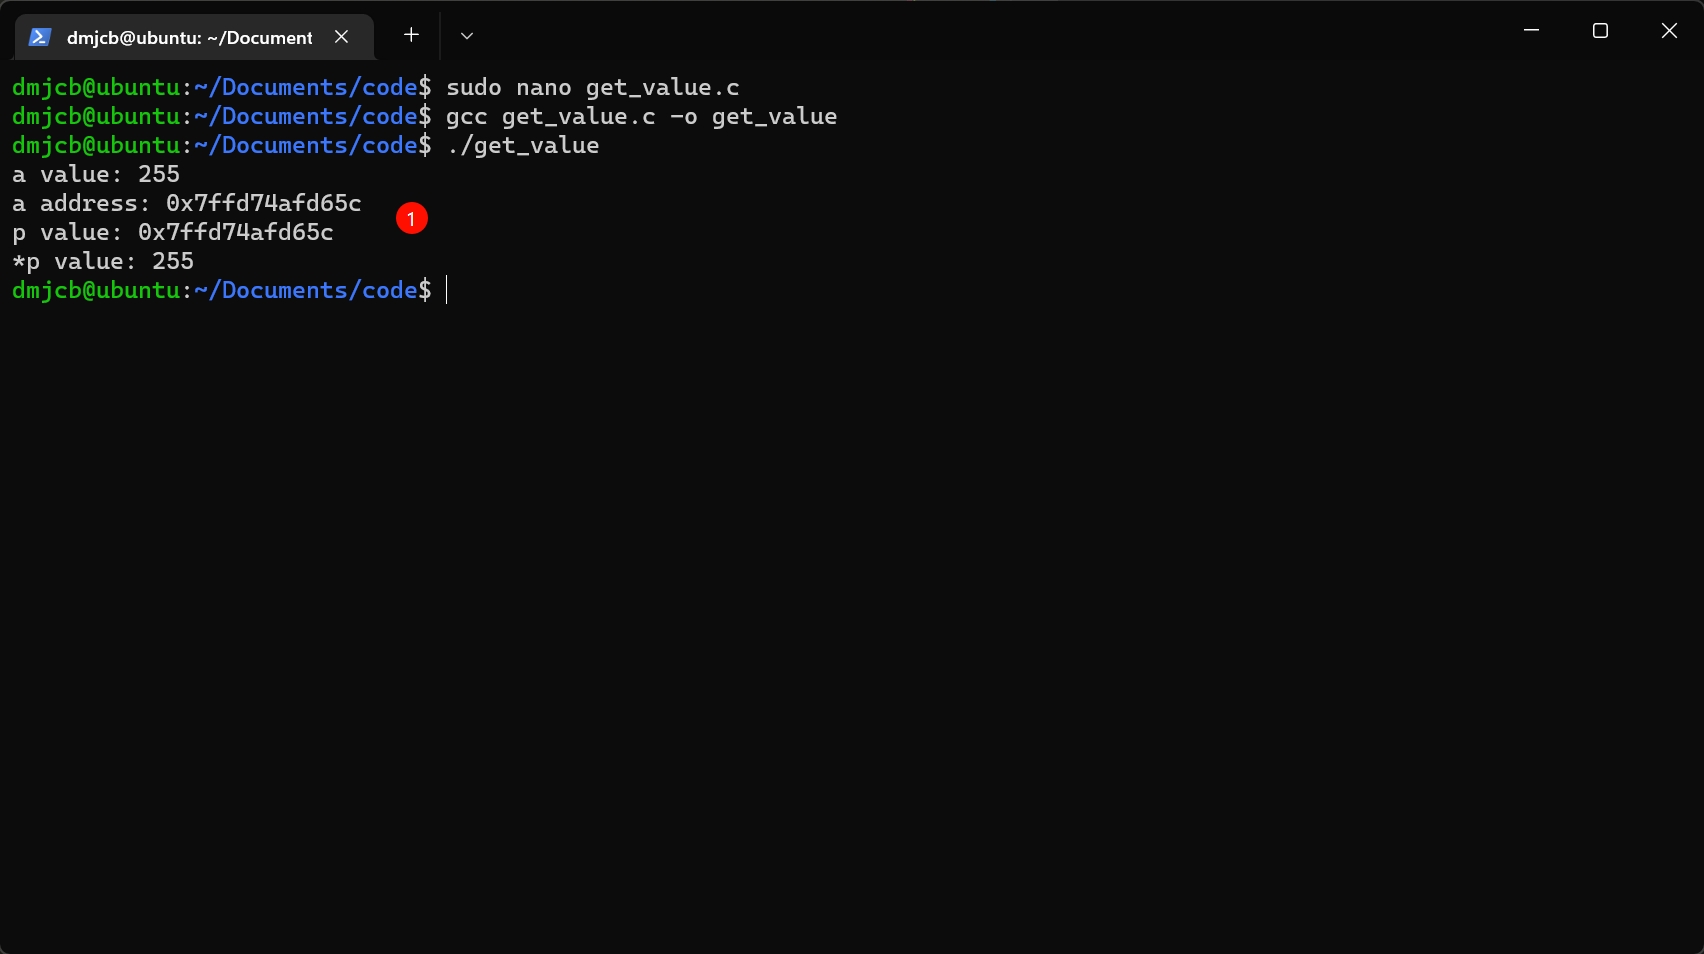 dmjcb@ubuntu: ~/Document
dmjcb@ubuntu:~/Documents/code$ sudo nano get_value.c
dmjcb@ubuntu:~/Documents/code$ gcc get_value.c -o get_value
dmjcb@ubuntu:~/Documents/code$ ./get_value
a value: 255
a address: 0x7ffd74afd65c
1
p value: 0x7ffd74afd65c
*p value: 255
dmjcb@ubuntu:~/Documents/code$